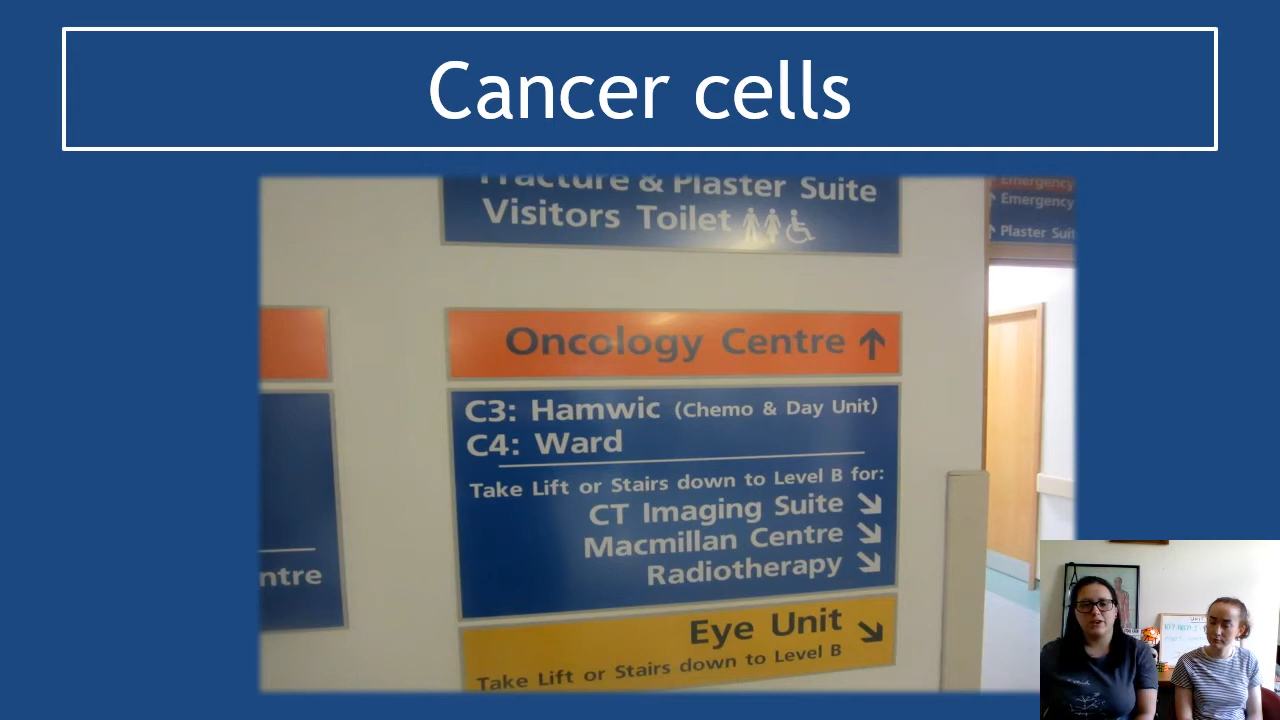 Cancer cells
Fracture & Plaster Suite
Visitors Toilet
Emergency
Emergency
Plaster Suit
Oncology Centre
C3: Hamwic (Chemo & Day Unit)
C4: Ward
Take Lift or Stairs down to Level B for:
CT Imaging Suite
Macmillan Centre
Radiotherapy
ntre
Eye Unit
Take Lift or Stairs down to Level B